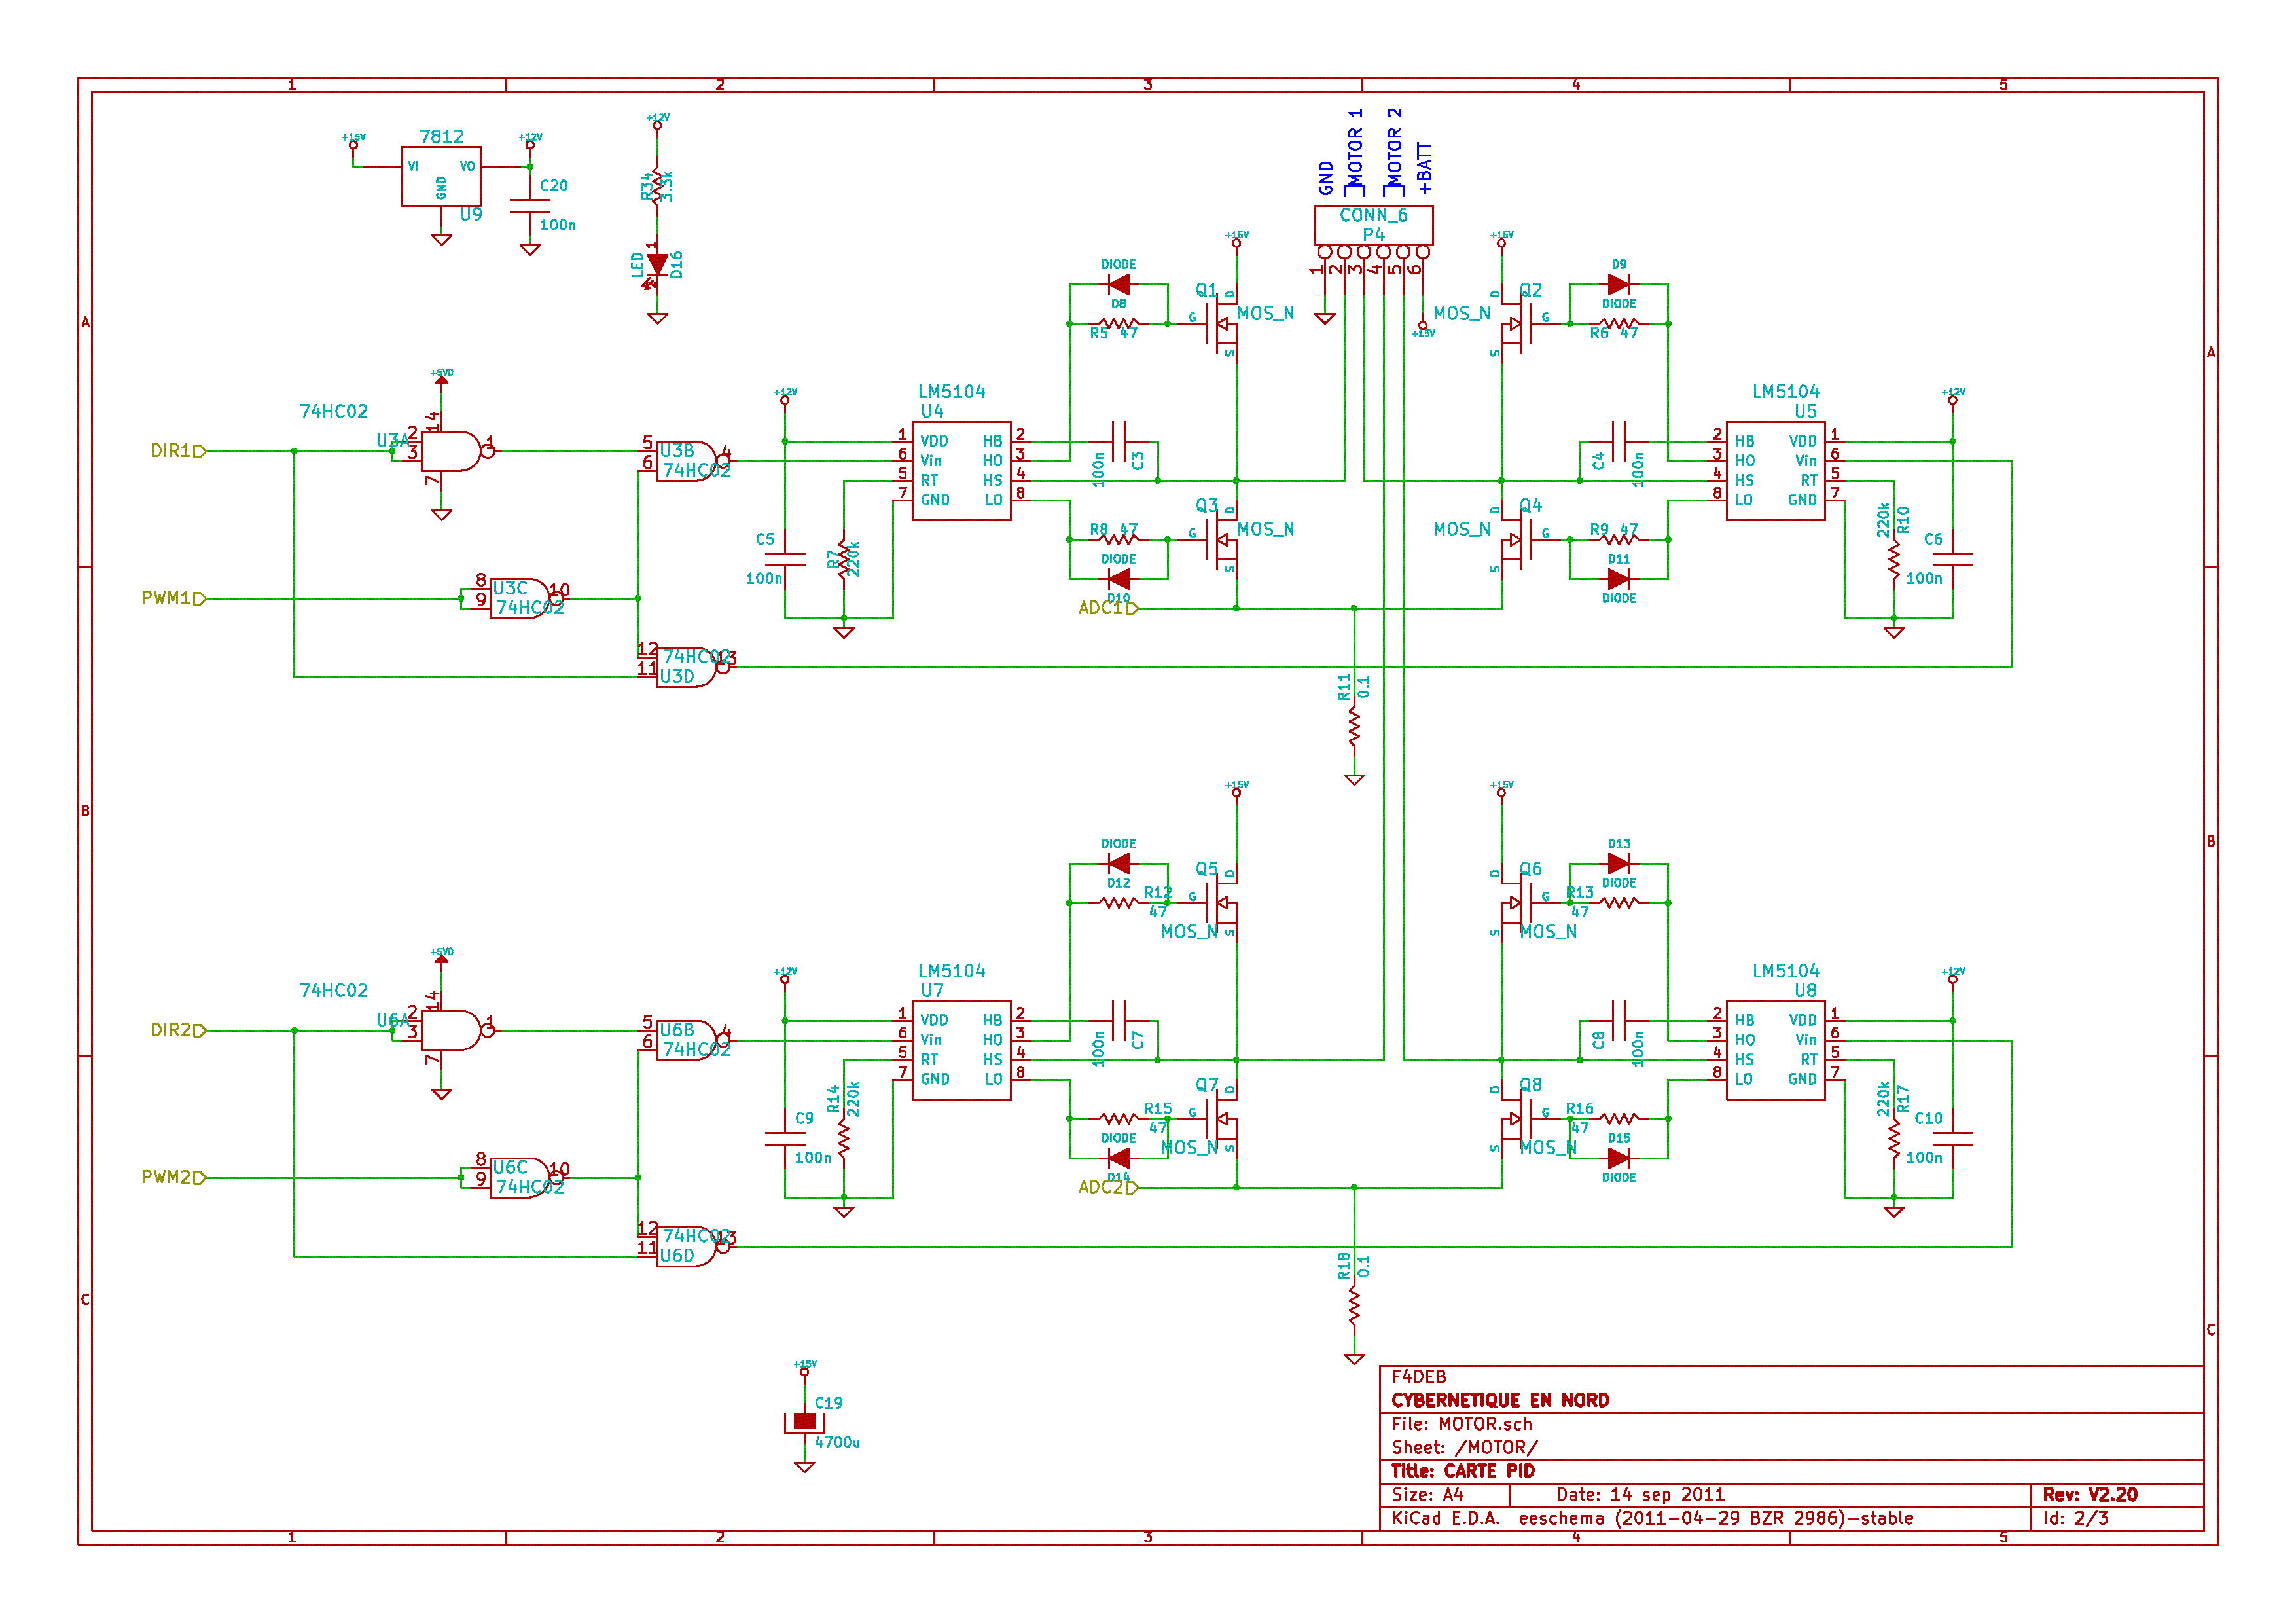 1 2 3 4 5
A
B
C
A
B
C
1 2 3 4 5
+15V
7812
+12V
VI VO
GND
U9
C20
100n
+12V
R34
3.3k
1
LED
D16
2
GND
MOTOR 1
MOTOR 2
+BATT
CONN_6
P4
1 2 3 4 5 6
+15V
DIR1
74HC02
+5VD
14
U3A
2
3
1
7
5
6
U3B
74HC02
4
PWM1
8
9
U3C
74HC02
10
12
11
74HC02
U3D
13
+12V
C5
100n
R7
220k
LM5104
U4
1 VDD HB 2
6 Vin HO 3
5 RT HS 4
7 GND LO 8
DIODE
D8
R5 47
100n
C3
R8 47
DIODE
D10
+15V
Q1
D
G
MOS_N
S
Q3
D
G
MOS_N
S
ADC1
R11
0.1
+15V
Q2
D
MOS_N
G
S
Q4
D
MOS_N
G
S
D9
DIODE
R6 47
C4
100n
R9 47
D11
DIODE
LM5104
U5
2 HB VDD 1
3 HO Vin 6
4 HS RT 5
8 LO GND 7
+12V
220k
R10
C6
100n
DIR2
74HC02
+5VD
14
U6A
2
3
1
7
5
6
U6B
74HC02
4
PWM2
8
9
U6C
74HC02
10
12
11
74HC02
U6D
13
+12V
C9
100n
R14
220k
LM5104
U7
1 VDD HB 2
6 Vin HO 3
5 RT HS 4
7 GND LO 8
DIODE
D12
R12
47
100n
C7
R15
47
DIODE
D14
+15V
Q5
D
G
MOS_N
S
Q7
D
G
MOS_N
S
ADC2
R18
0.1
+15V
Q6
D
G
MOS_N
S
Q8
D
G
MOS_N
S
D13
DIODE
R13
47
C8
100n
R16
47
D15
DIODE
LM5104
U8
2 HB VDD 1
3 HO Vin 6
4 HS RT 5
8 LO GND 7
+12V
220k
R17
C10
100n
+15V
C19
4700u
F4DEB
CYBERNETIQUE EN NORD
File: MOTOR.sch
Sheet: /MOTOR/
Title: CARTE PID
Size: A4 Date: 14 sep 2011 Rev: V2.20
KiCad E.D.A. eeschema (2011-04-29 BZR 2986)-stable Id: 2/3